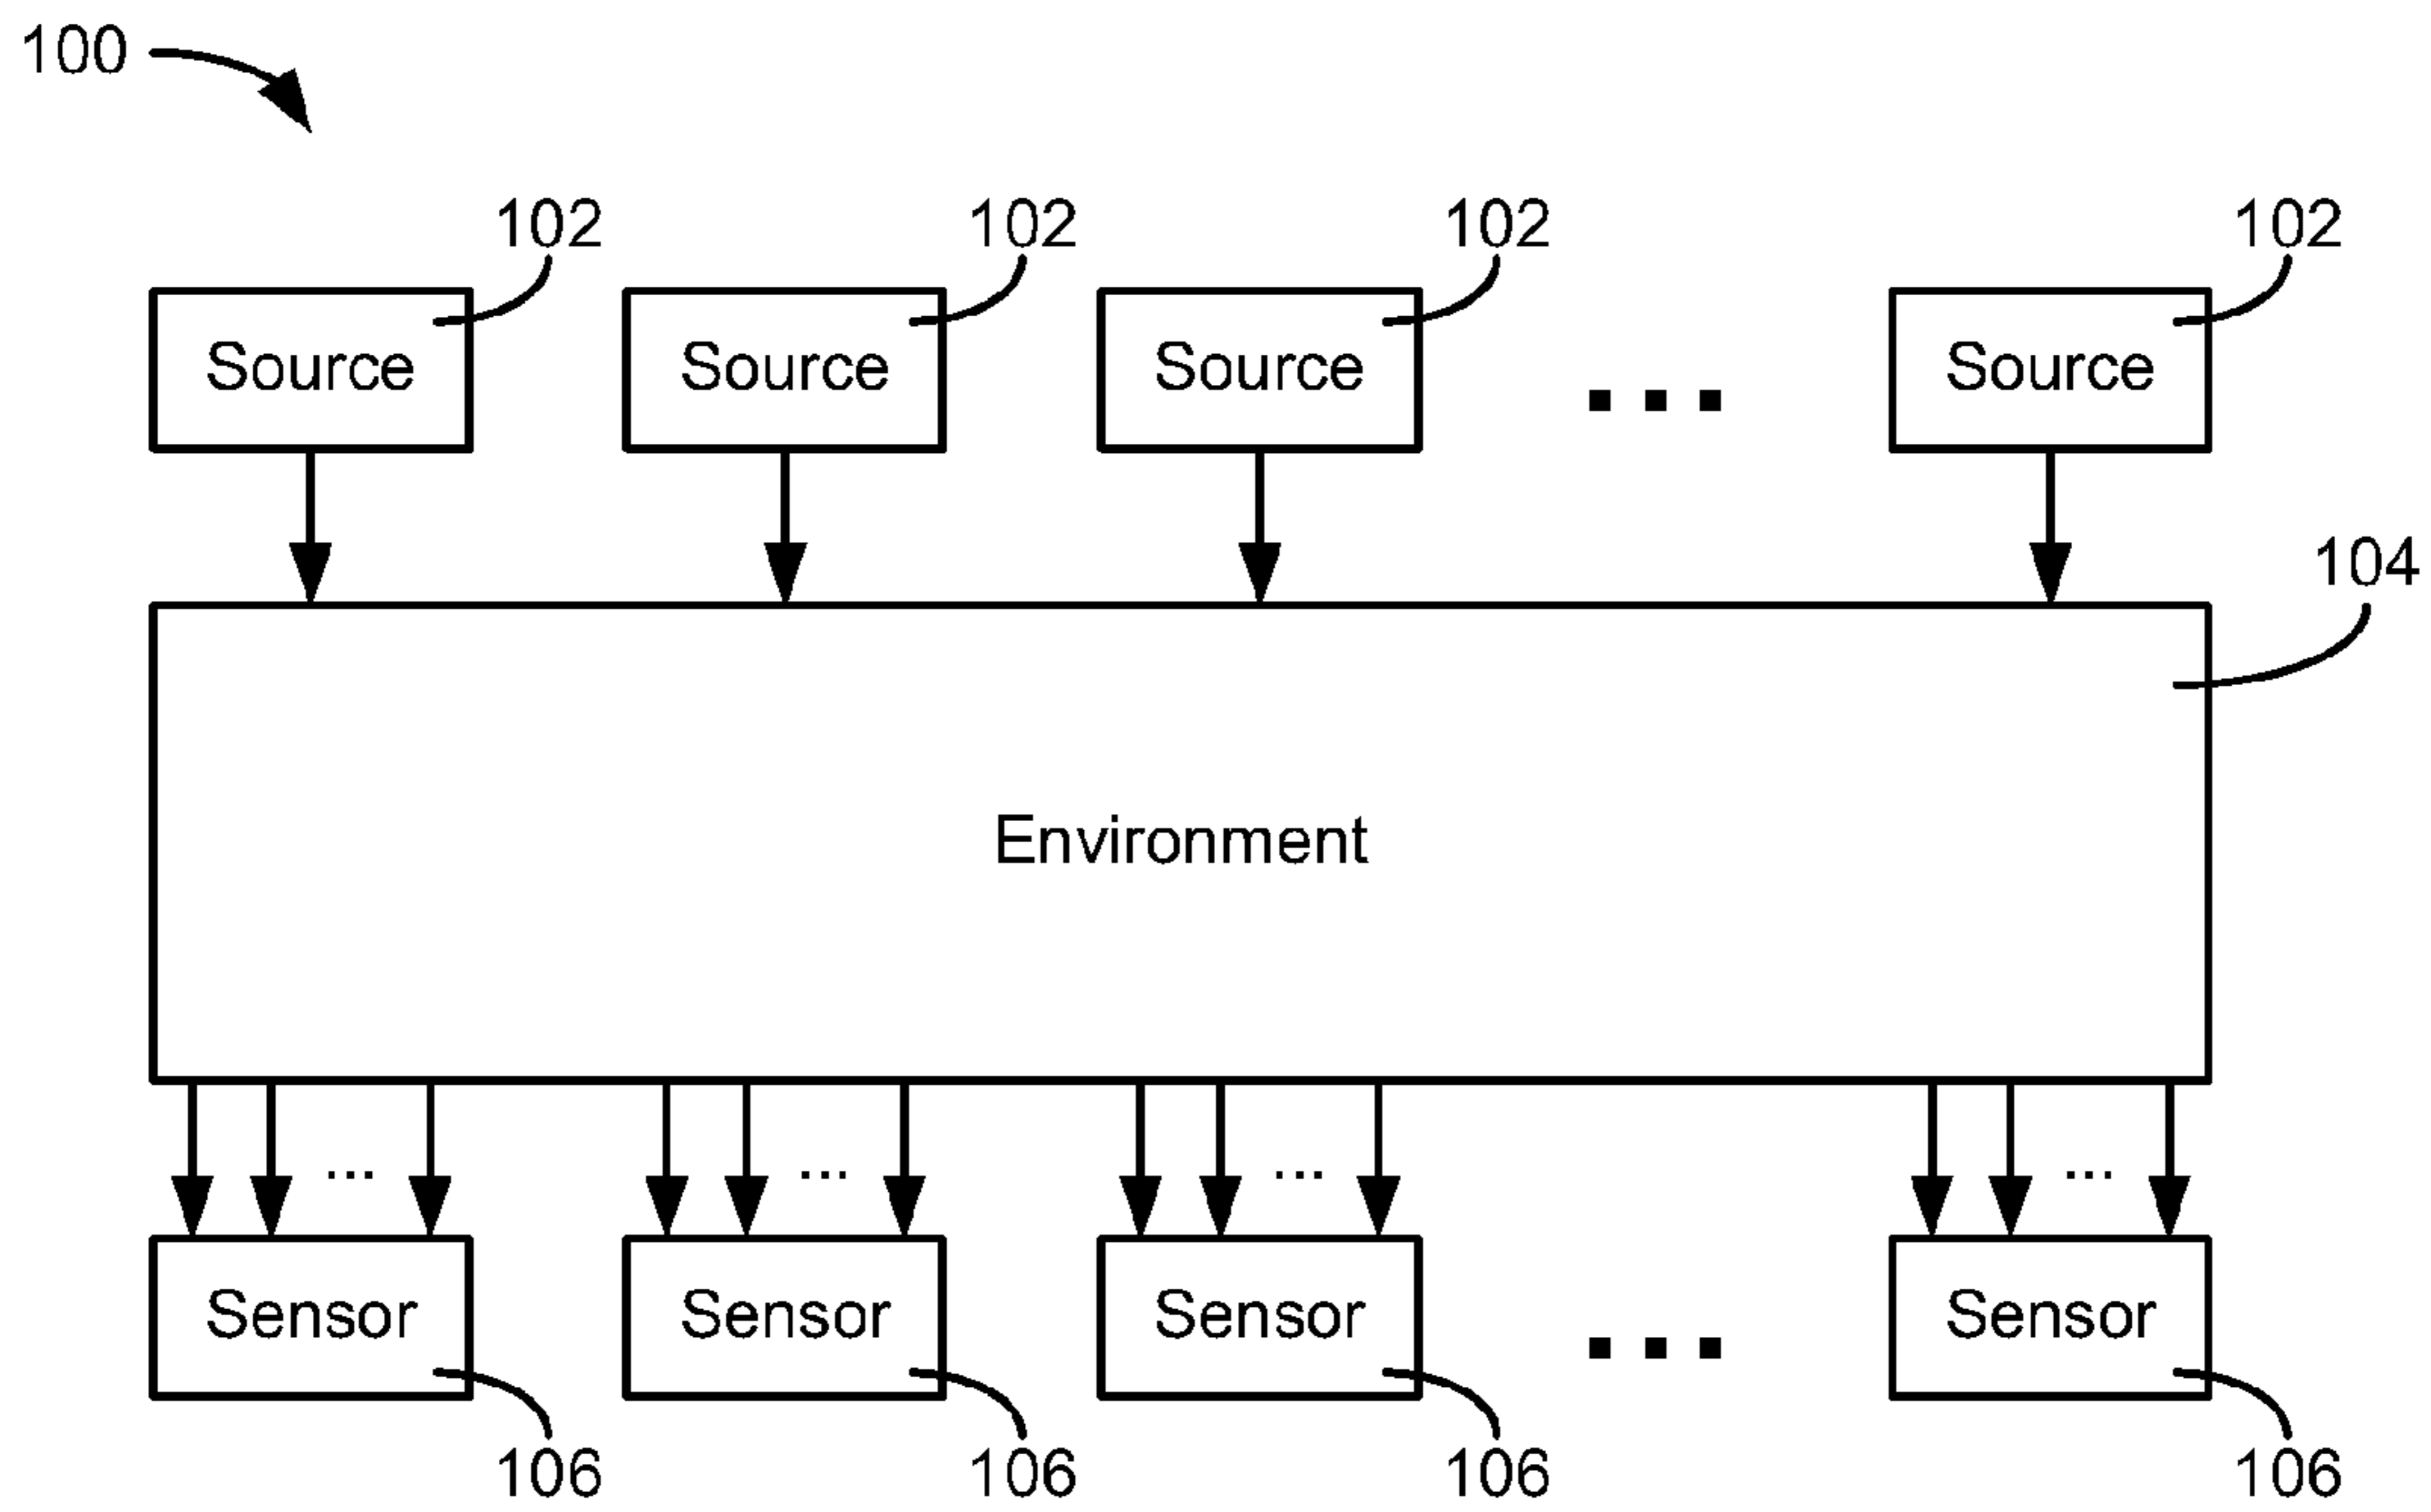 100
102 102 102 102
Source Source Source ... Source
104
Environment
... ... ... ...
Sensor Sensor Sensor ... Sensor
106 106 106 106